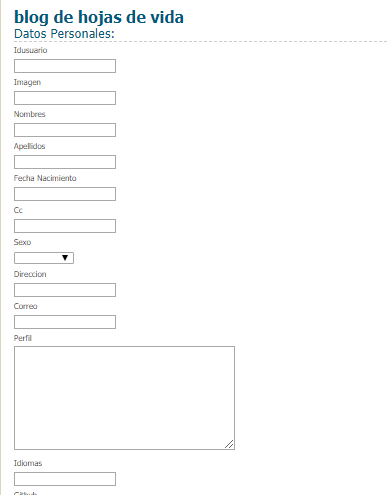 blog de hojas de vida
Datos Personales:
Idusuario
Imagen
Nombres
Apellidos
Fecha Nacimiento
Cc
Sexo
Direccion
Correo
Perfil
Idiomas
Github